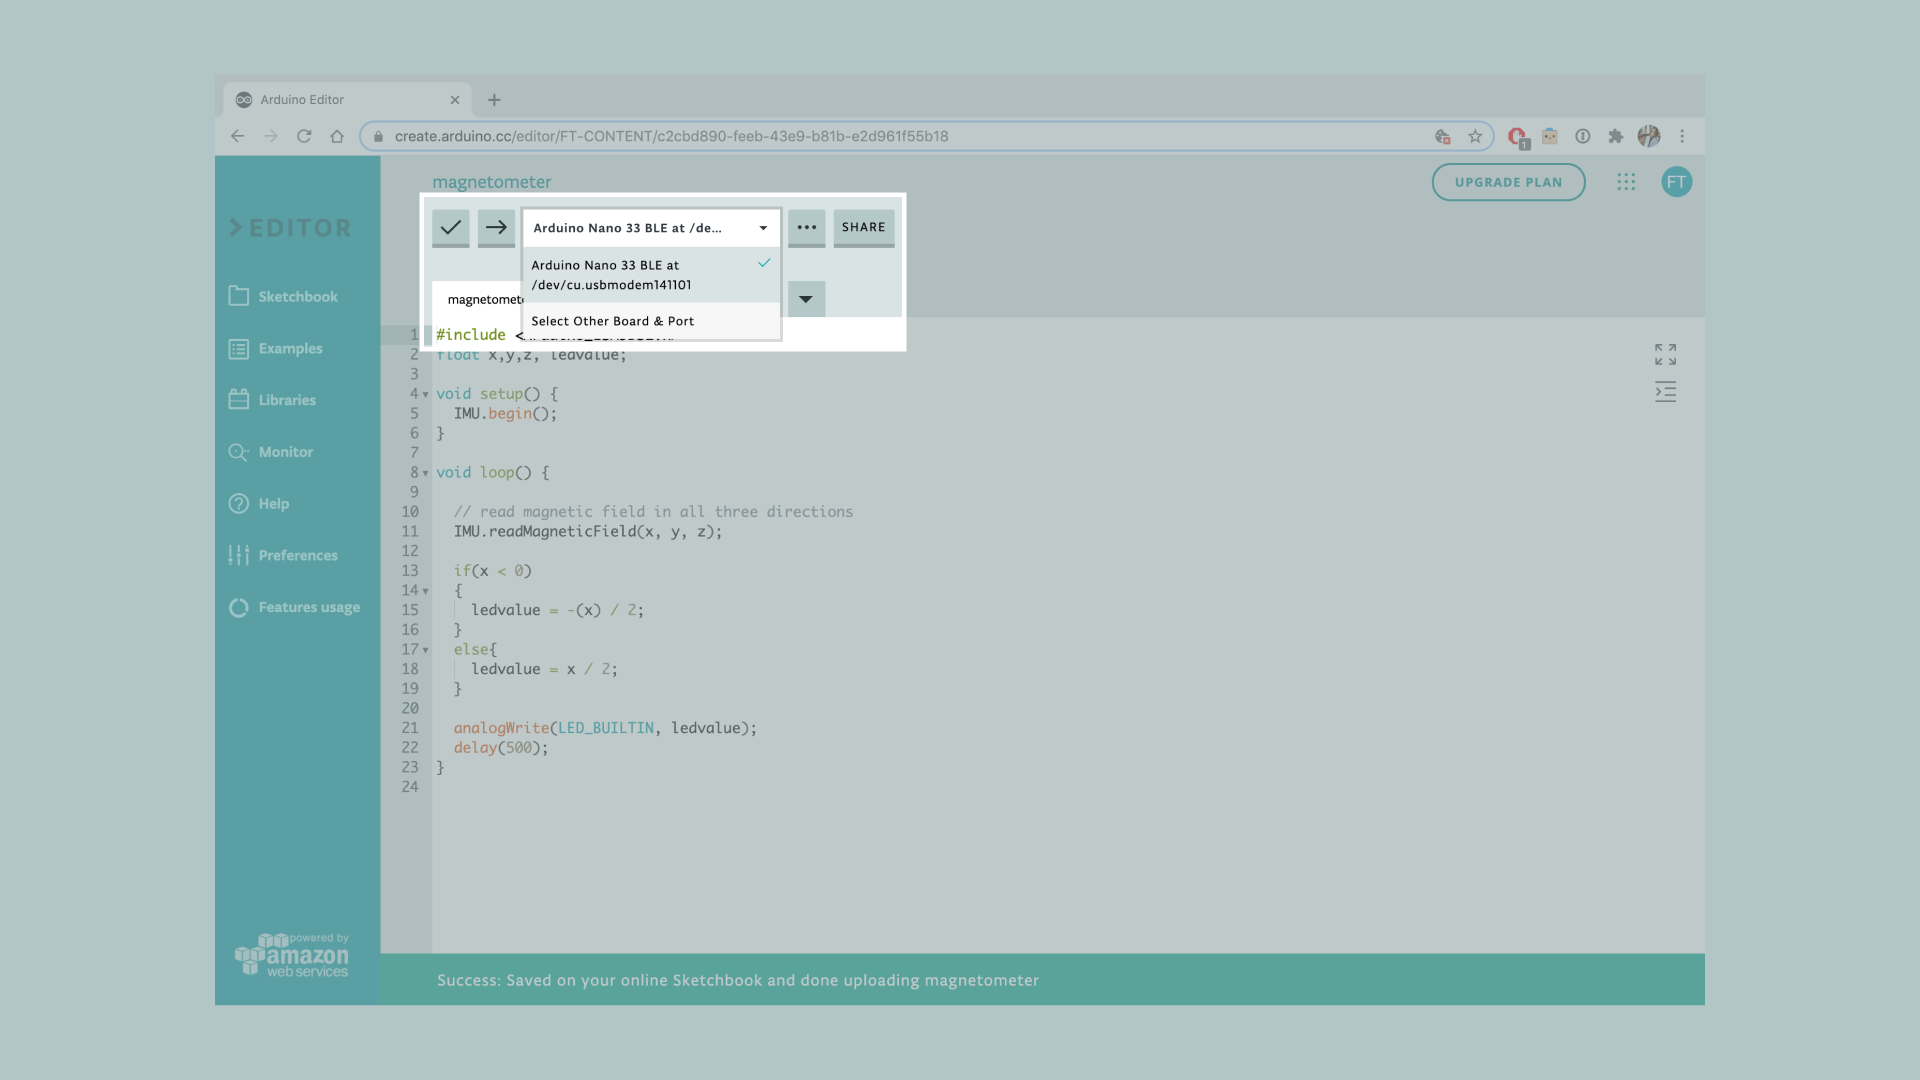 Arduino Editor
create.arduino.cc/editor/FT-CONTENT/c2cbd890-feeb-43e9-b81b-e2d961f55b18
1
magnetometer
UPGRADE PLAN
FT
EDITOR
Arduino Nano 33 BLE at /de...
SHARE
Arduino Nano 33 BLE at
/dev/cu.usbmodem141101
Select Other Board & Port
Sketchbook
Examples
Libraries
Monitor
Help
Preferences
Features usage
powered by
amazon
web services
1 #include <
2 float x,y,z, ledvalue;
3
4 void setup() {
5 IMU.begin();
6 }
7
8 void loop() {
9
10 // read magnetic field in all three directions
11 IMU.readMagneticField(x, y, z);
12
13 if(x < 0)
14 {
15 ledvalue = -(x) / 2;
16 }
17 else{
18 ledvalue = x / 2;
19 }
20
21 analogWrite(LED_BUILTIN, ledvalue);
22 delay(500);
23 }
24
Success: Saved on your online Sketchbook and done uploading magnetometer